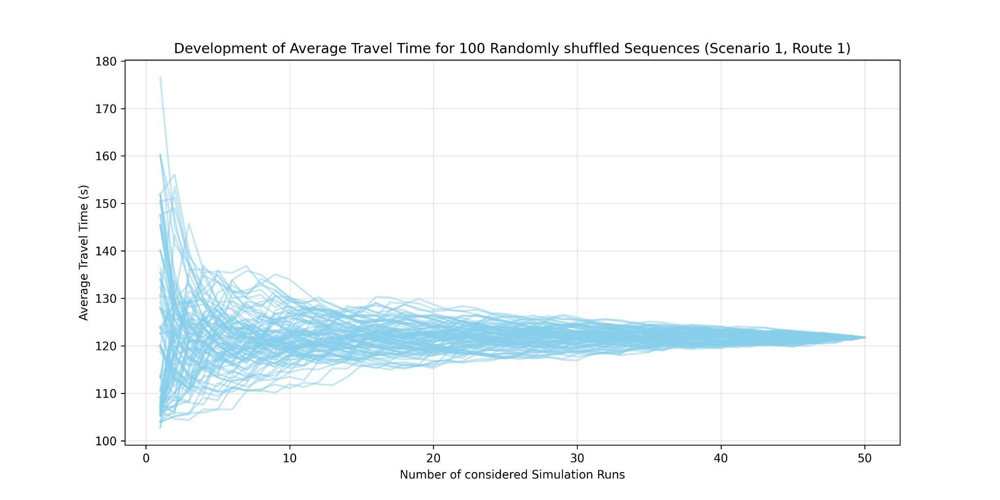 Development of Average Travel Time for 100 Randomly shuffled Sequences (Scenario 1, Route 1)
180
170
160
150
140
130
120
110
100
Average Travel Time (s)
0 10 20 30 40 50
Number of considered Simulation Runs